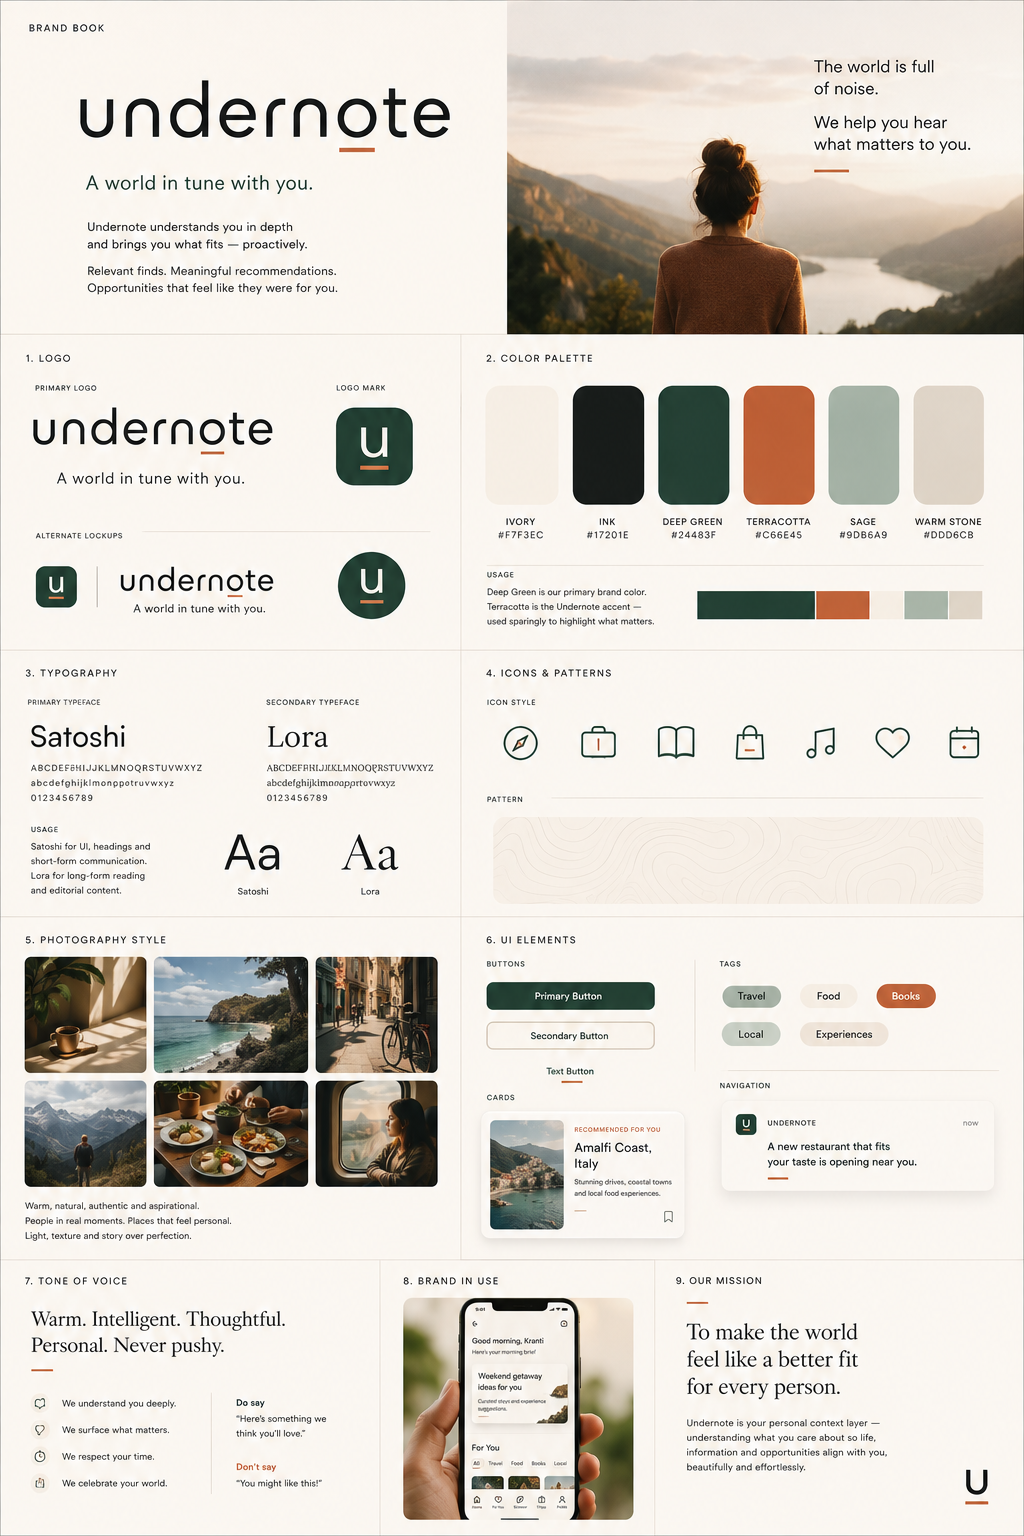 BRAND BOOK
undernote
A world in tune with you.
Undernote understands you in depth
and brings you what fits — proactively.
Relevant finds. Meaningful recommendations.
Opportunities that feel like they were for you.
The world is full
of noise.
We help you hear
what matters to you.
1. LOGO
PRIMARY LOGO
undernote
A world in tune with you.
LOGO MARK
u
ALTERNATE LOCKUPS
u
undernote
A world in tune with you.
u
2. COLOR PALETTE
IVORY
#F7F3EC
INK
#17201E
DEEP GREEN
#24483F
TERRACOTTA
#C66E45
SAGE
#9DB6A9
WARM STONE
#DDD6CB
USAGE
Deep Green is our primary brand color.
Terracotta is the Undernote accent —
used sparingly to highlight what matters.
3. TYPOGRAPHY
PRIMARY TYPEFACE
Satoshi
0123456789
SECONDARY TYPEFACE
Lora
0123456789
USAGE
Satoshi for UI, headings and
short-form communication.
Lora for long-form reading
and editorial content.
Aa
Satoshi
Aa
Lora
4. ICONS & PATTERNS
ICON STYLE
PATTERN
5. PHOTOGRAPHY STYLE
Warm, natural, authentic and aspirational.
People in real moments. Places that feel personal.
Light, texture and story over perfection.
6. UI ELEMENTS
BUTTONS
Primary Button
Secondary Button
Text Button
CARDS
RECOMMENDED FOR YOU
Amalfi Coast,
Italy
Stunning drives, coastal towns
and local food experiences.
TAGS
Travel
Food
Books
Local
Experiences
NAVIGATION
u
UNDERNOTE
now
A new restaurant that fits
your taste is opening near you.
7. TONE OF VOICE
Warm. Intelligent. Thoughtful.
Personal. Never pushy.
We understand you deeply.
We surface what matters.
We respect your time.
We celebrate your world.
Do say
“Here’s something we
think you’ll love.”
Don’t say
“You might like this!”
8. BRAND IN USE
Good morning, Kranti
Here's your morning brief
Weekend getaway
ideas for you
Curated stays and experience
suggestions.
For You
All
Travel
Food
Books
Local
9. OUR MISSION
To make the world
feel like a better fit
for every person.
Undernote is your personal context layer —
understanding what you care about so life,
information and opportunities align with you,
beautifully and effortlessly.
u